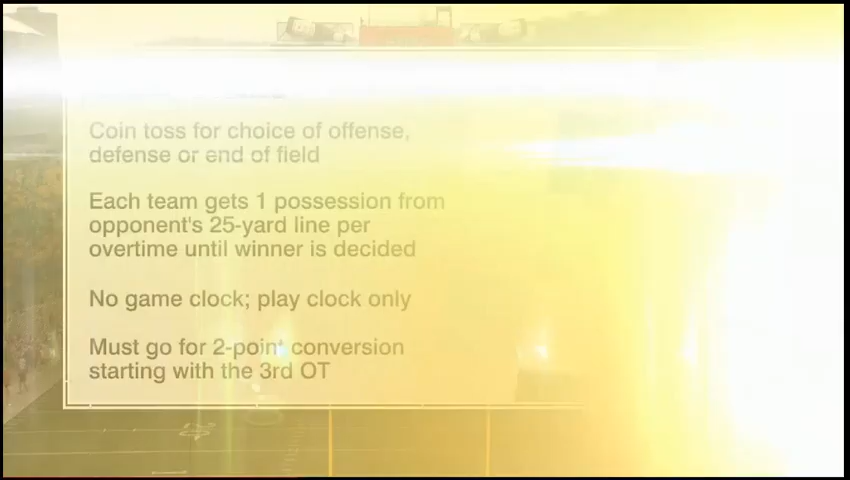 Coin toss for choice of offense,
defense or end of field
Each team gets 1 possession from
opponent's 25-yard line per
overtime until winner is decided
No game clock; play clock only
Must go for 2-point conversion
starting with the 3rd OT